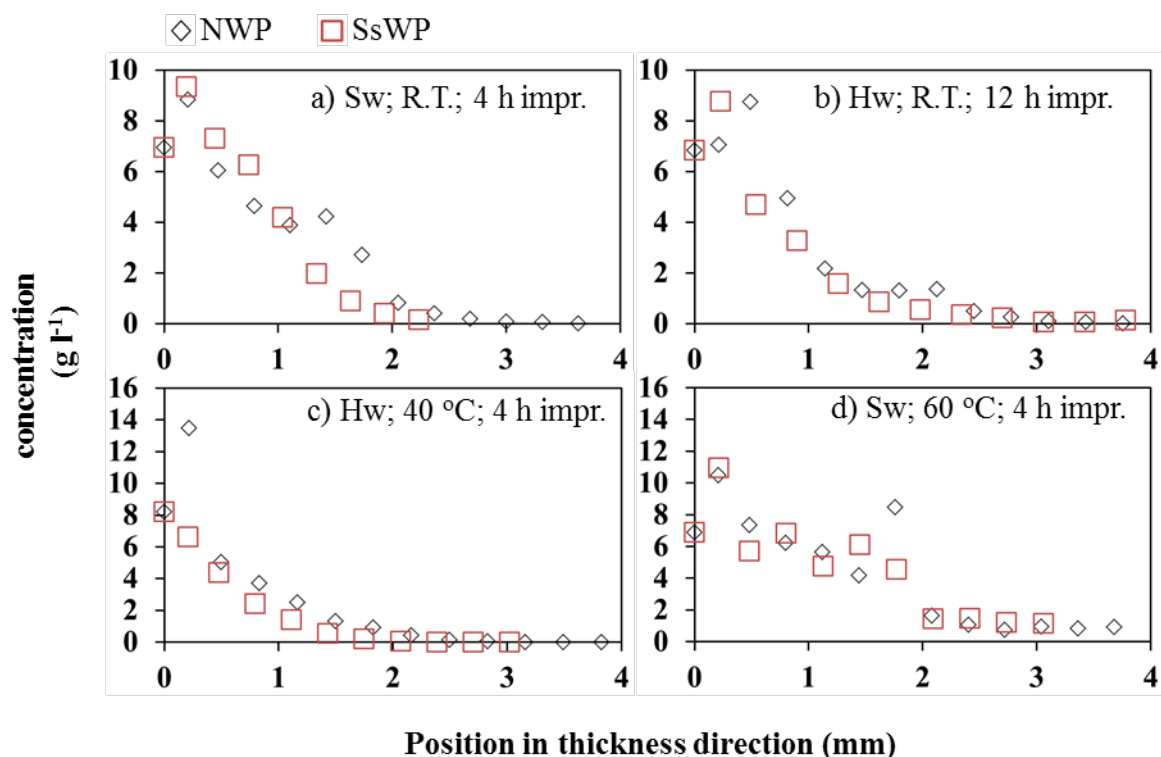 NWP SsWP
a) Sw; R.T.; 4 h impr.
10
8
6
4
2
0
0 1 2 3 4
b) Hw; R.T.; 12 h impr.
10
8
6
4
2
0
0 1 2 3 4
c) Hw; 40 °C; 4 h impr.
16
14
12
10
8
6
4
2
0
0 1 2 3 4
d) Sw; 60 °C; 4 h impr.
16
14
12
10
8
6
4
2
0
0 1 2 3 4
concentration
(g l⁻¹)
Position in thickness direction (mm)